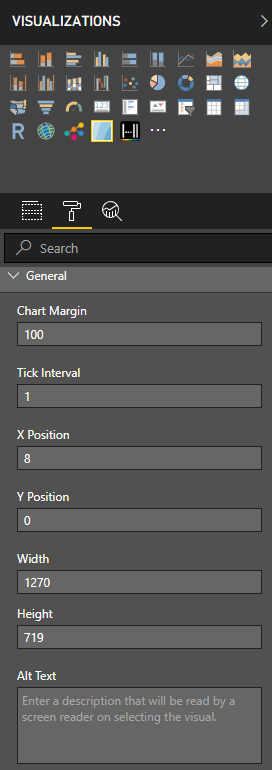 VISUALIZATIONS
R
Search
General
Chart Margin
100
Tick Interval
1
X Position
8
Y Position
0
Width
1270
Height
719
Alt Text
Enter a description that will be read by a
screen reader on selecting the visual.